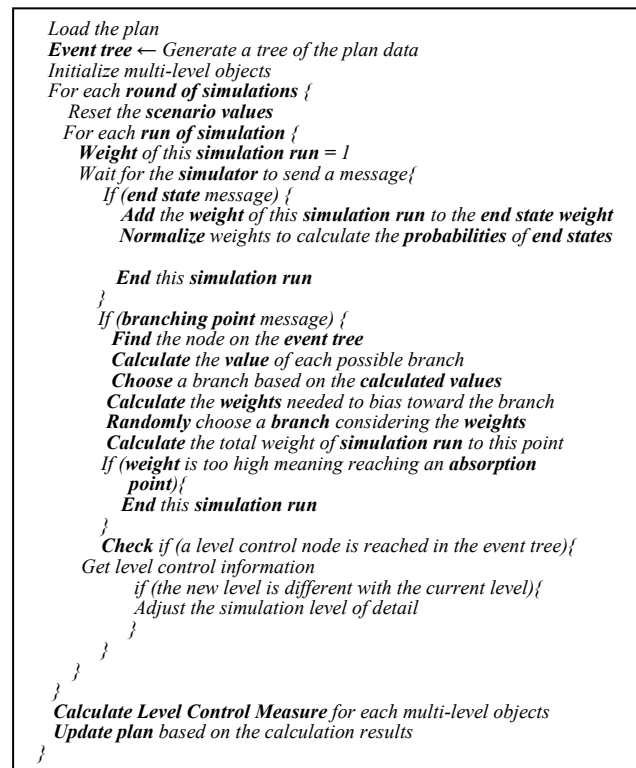 Load the plan
Event tree ← Generate a tree of the plan data
Initialize multi-level objects
For each round of simulations {
Reset the scenario values
For each run of simulation {
Weight of this simulation run = 1
Wait for the simulator to send a message{
If (end state message) {
Add the weight of this simulation run to the end state weight
Normalize weights to calculate the probabilities of end states
End this simulation run
}
If (branching point message) {
Find the node on the event tree
Calculate the value of each possible branch
Choose a branch based on the calculated values
Calculate the weights needed to bias toward the branch
Randomly choose a branch considering the weights
Calculate the total weight of simulation run to this point
If (weight is too high meaning reaching an absorption
point){
End this simulation run
}
Check if (a level control node is reached in the event tree){
Get level control information
if (the new level is different with the current level){
Adjust the simulation level of detail
}
}
}
}
Calculate Level Control Measure for each multi-level objects
Update plan based on the calculation results
}